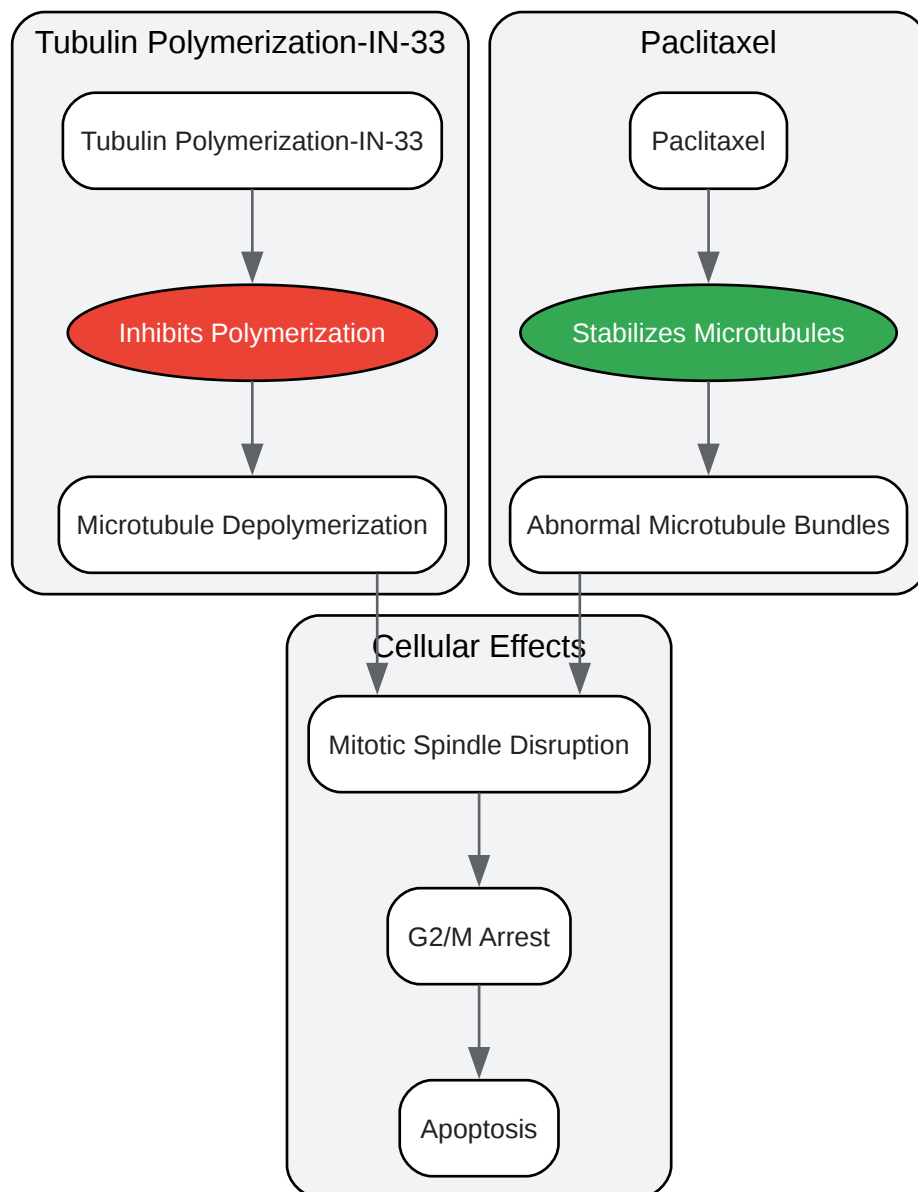 Tubulin Polymerization-IN-33
Tubulin Polymerization-IN-33
Inhibits Polymerization
Microtubule Depolymerization
Paclitaxel
Paclitaxel
Stabilizes Microtubules
Abnormal Microtubule Bundles
Cellular Effects
Mitotic Spindle Disruption
G2/M Arrest
Apoptosis